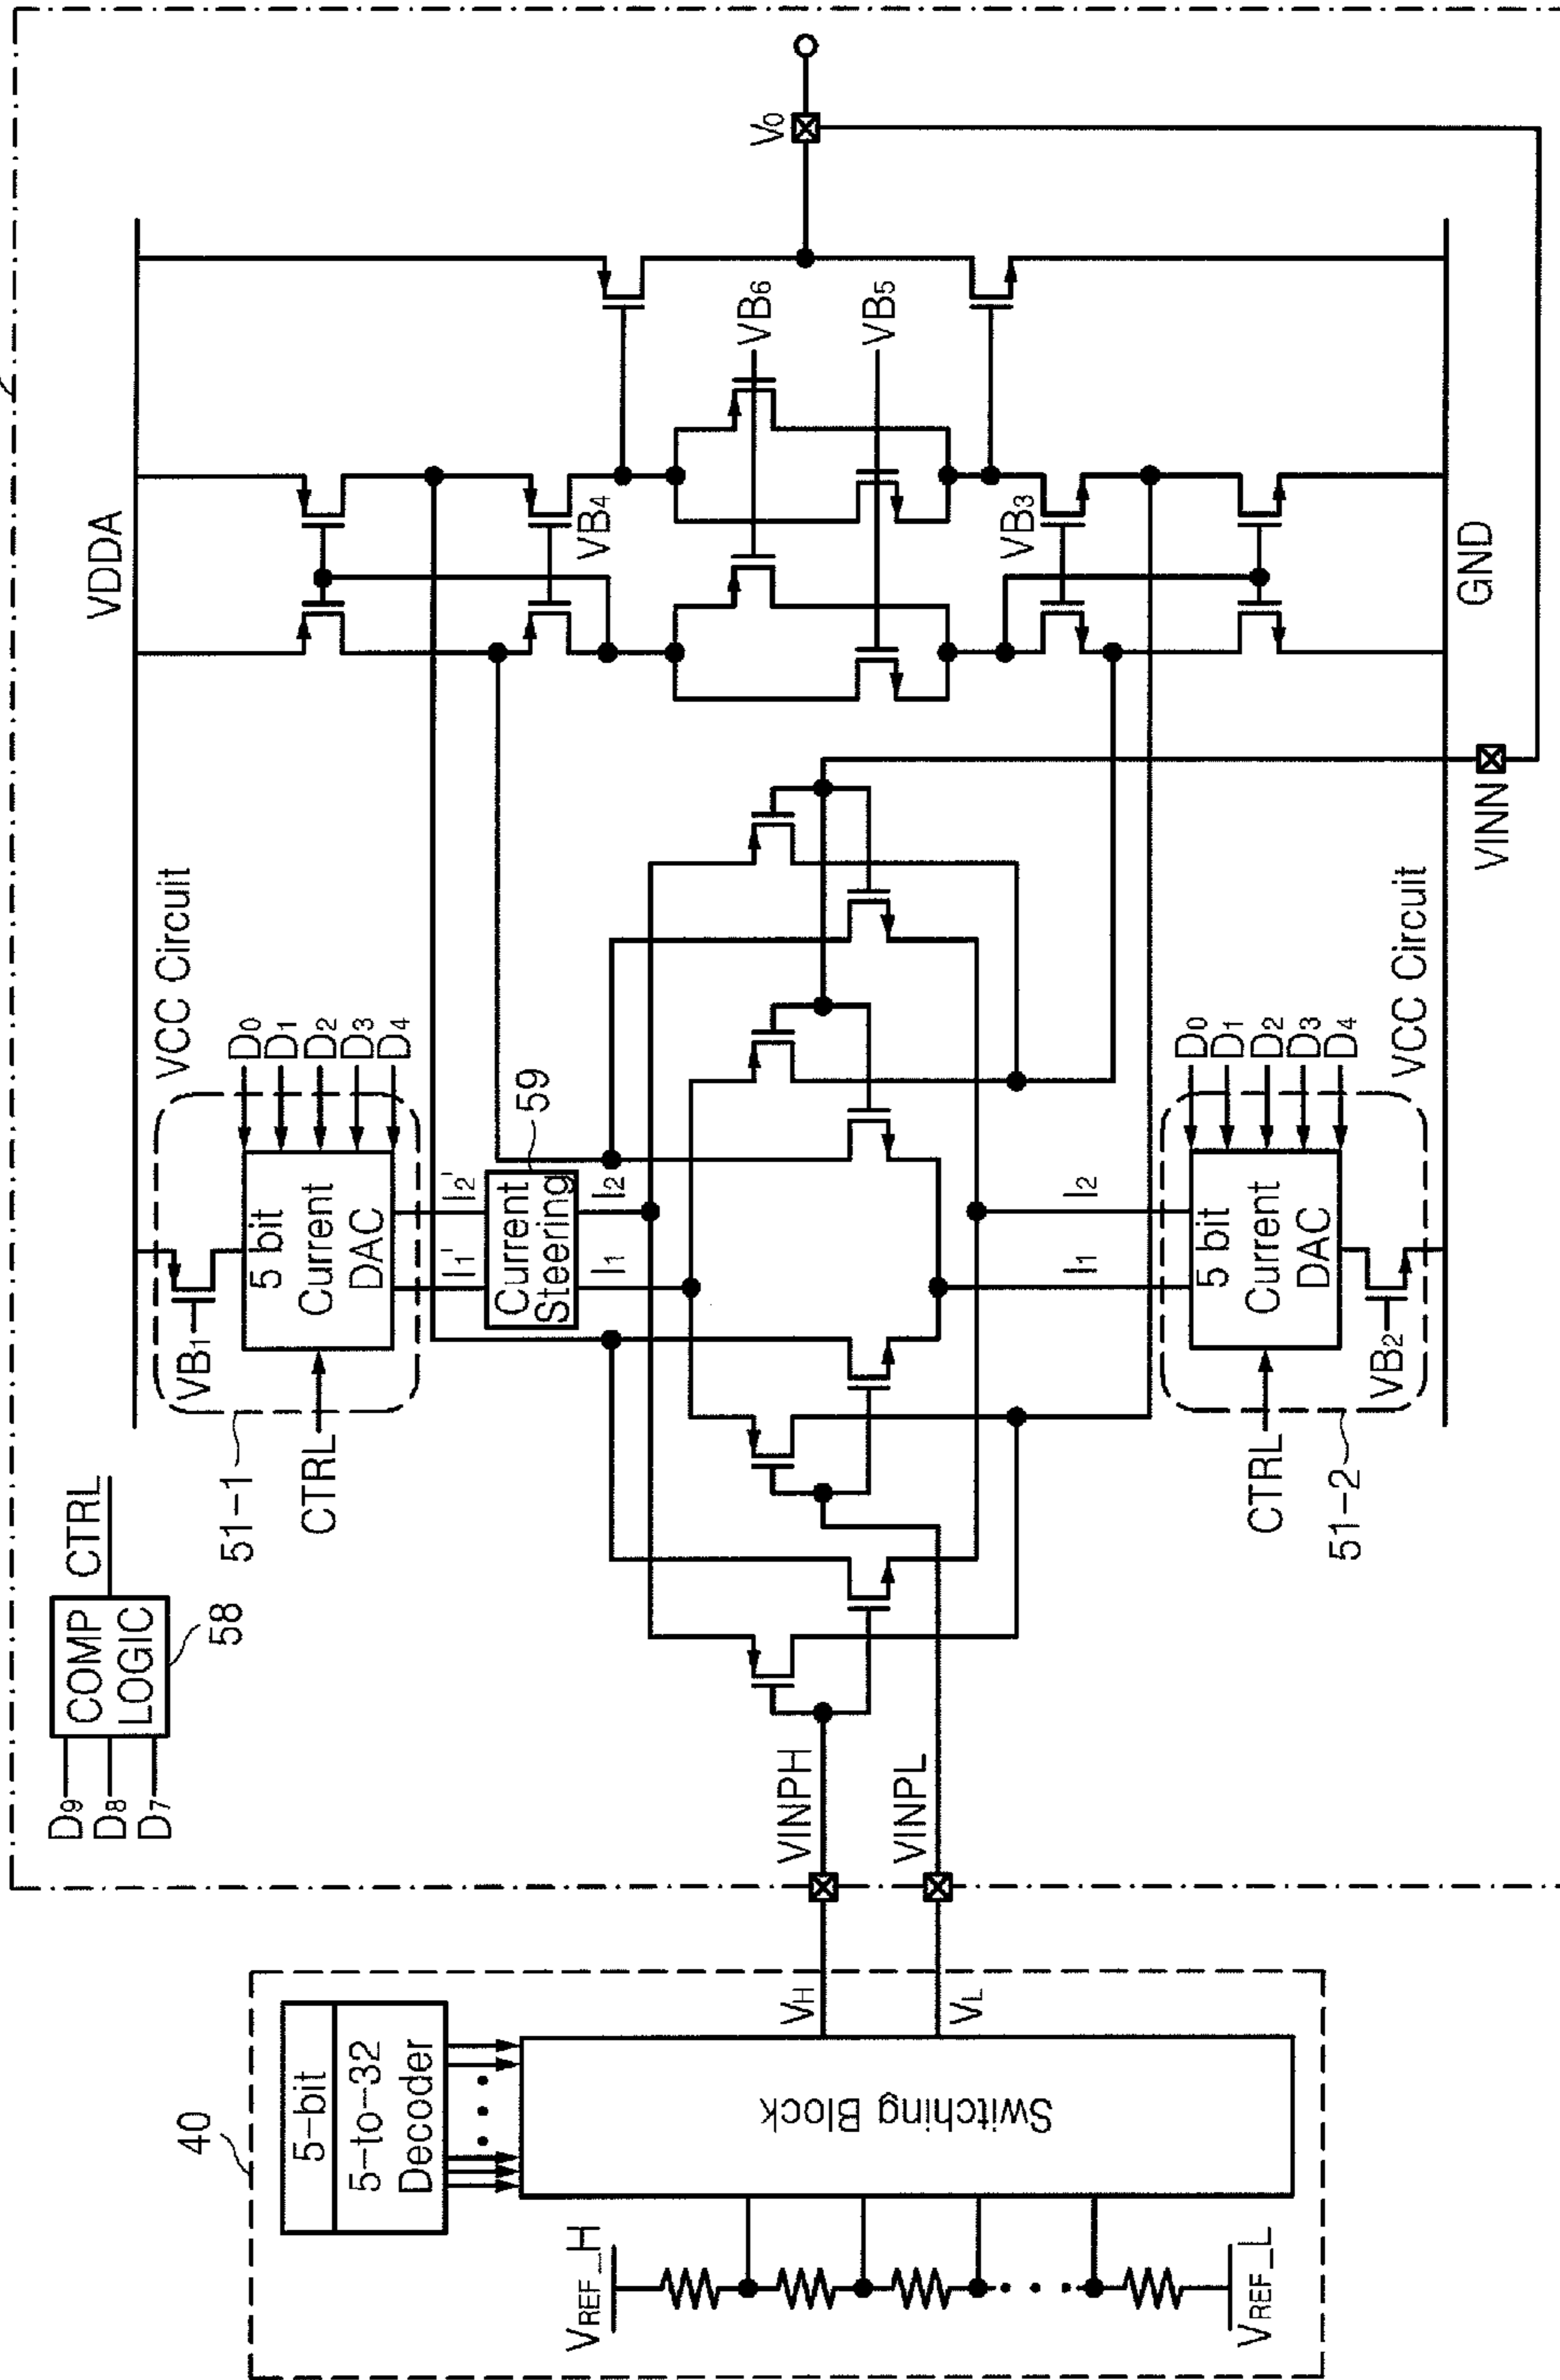 40
5-bit
5-to-32
Decoder
Switching Block
VREF_H
VREF_L
VH
VL
VINPH
VINPL
D9
D8
D7
COMP
LOGIC
CTRL
58
51-1
CTRL
VB1
5 bit
Current
DAC
VCC Circuit
D0
D1
D2
D3
D4
I1'
I2'
Current
Steering
59
I1
I2
I1
I2
51-2
CTRL
VB2
5 bit
Current
DAC
VCC Circuit
D0
D1
D2
D3
D4
VDDA
GND
VINN
VB4
VB3
VB6
VB5
V0